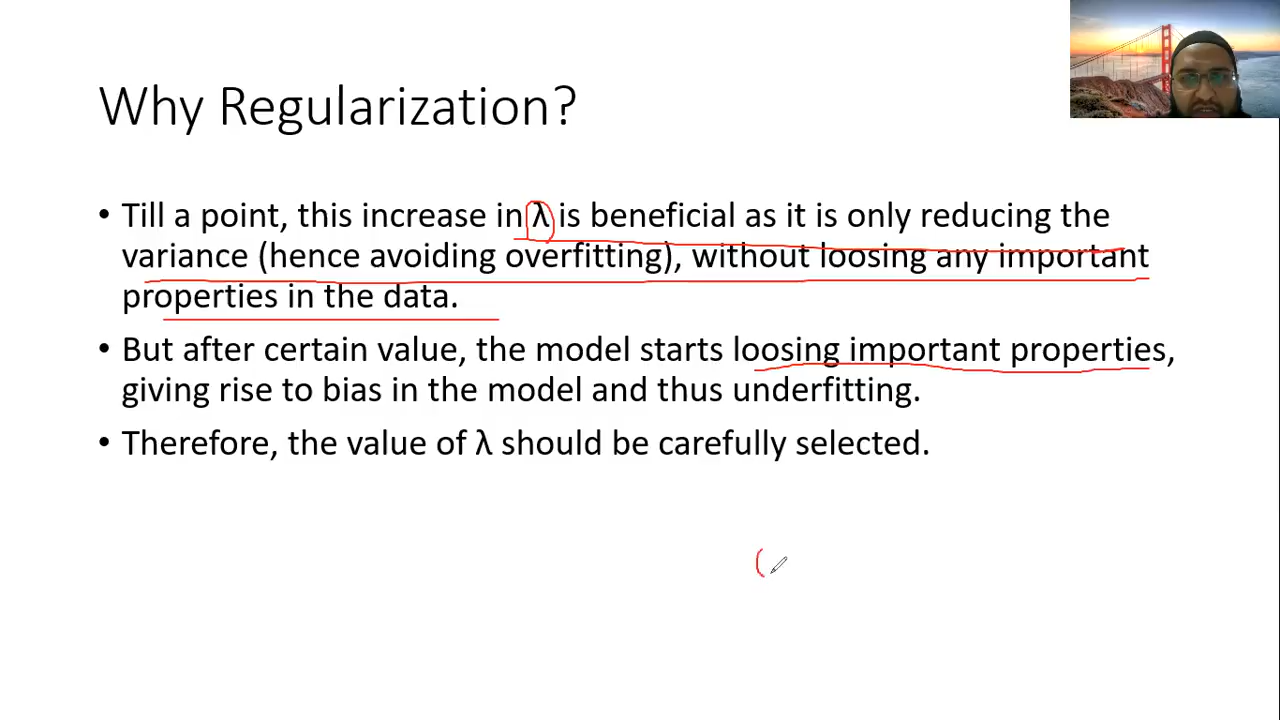 Why Regularization?
• Till a point, this increase in λ is beneficial as it is only reducing the
variance (hence avoiding overfitting), without loosing any important
properties in the data.
• But after certain value, the model starts loosing important properties,
giving rise to bias in the model and thus underfitting.
• Therefore, the value of λ should be carefully selected.
(